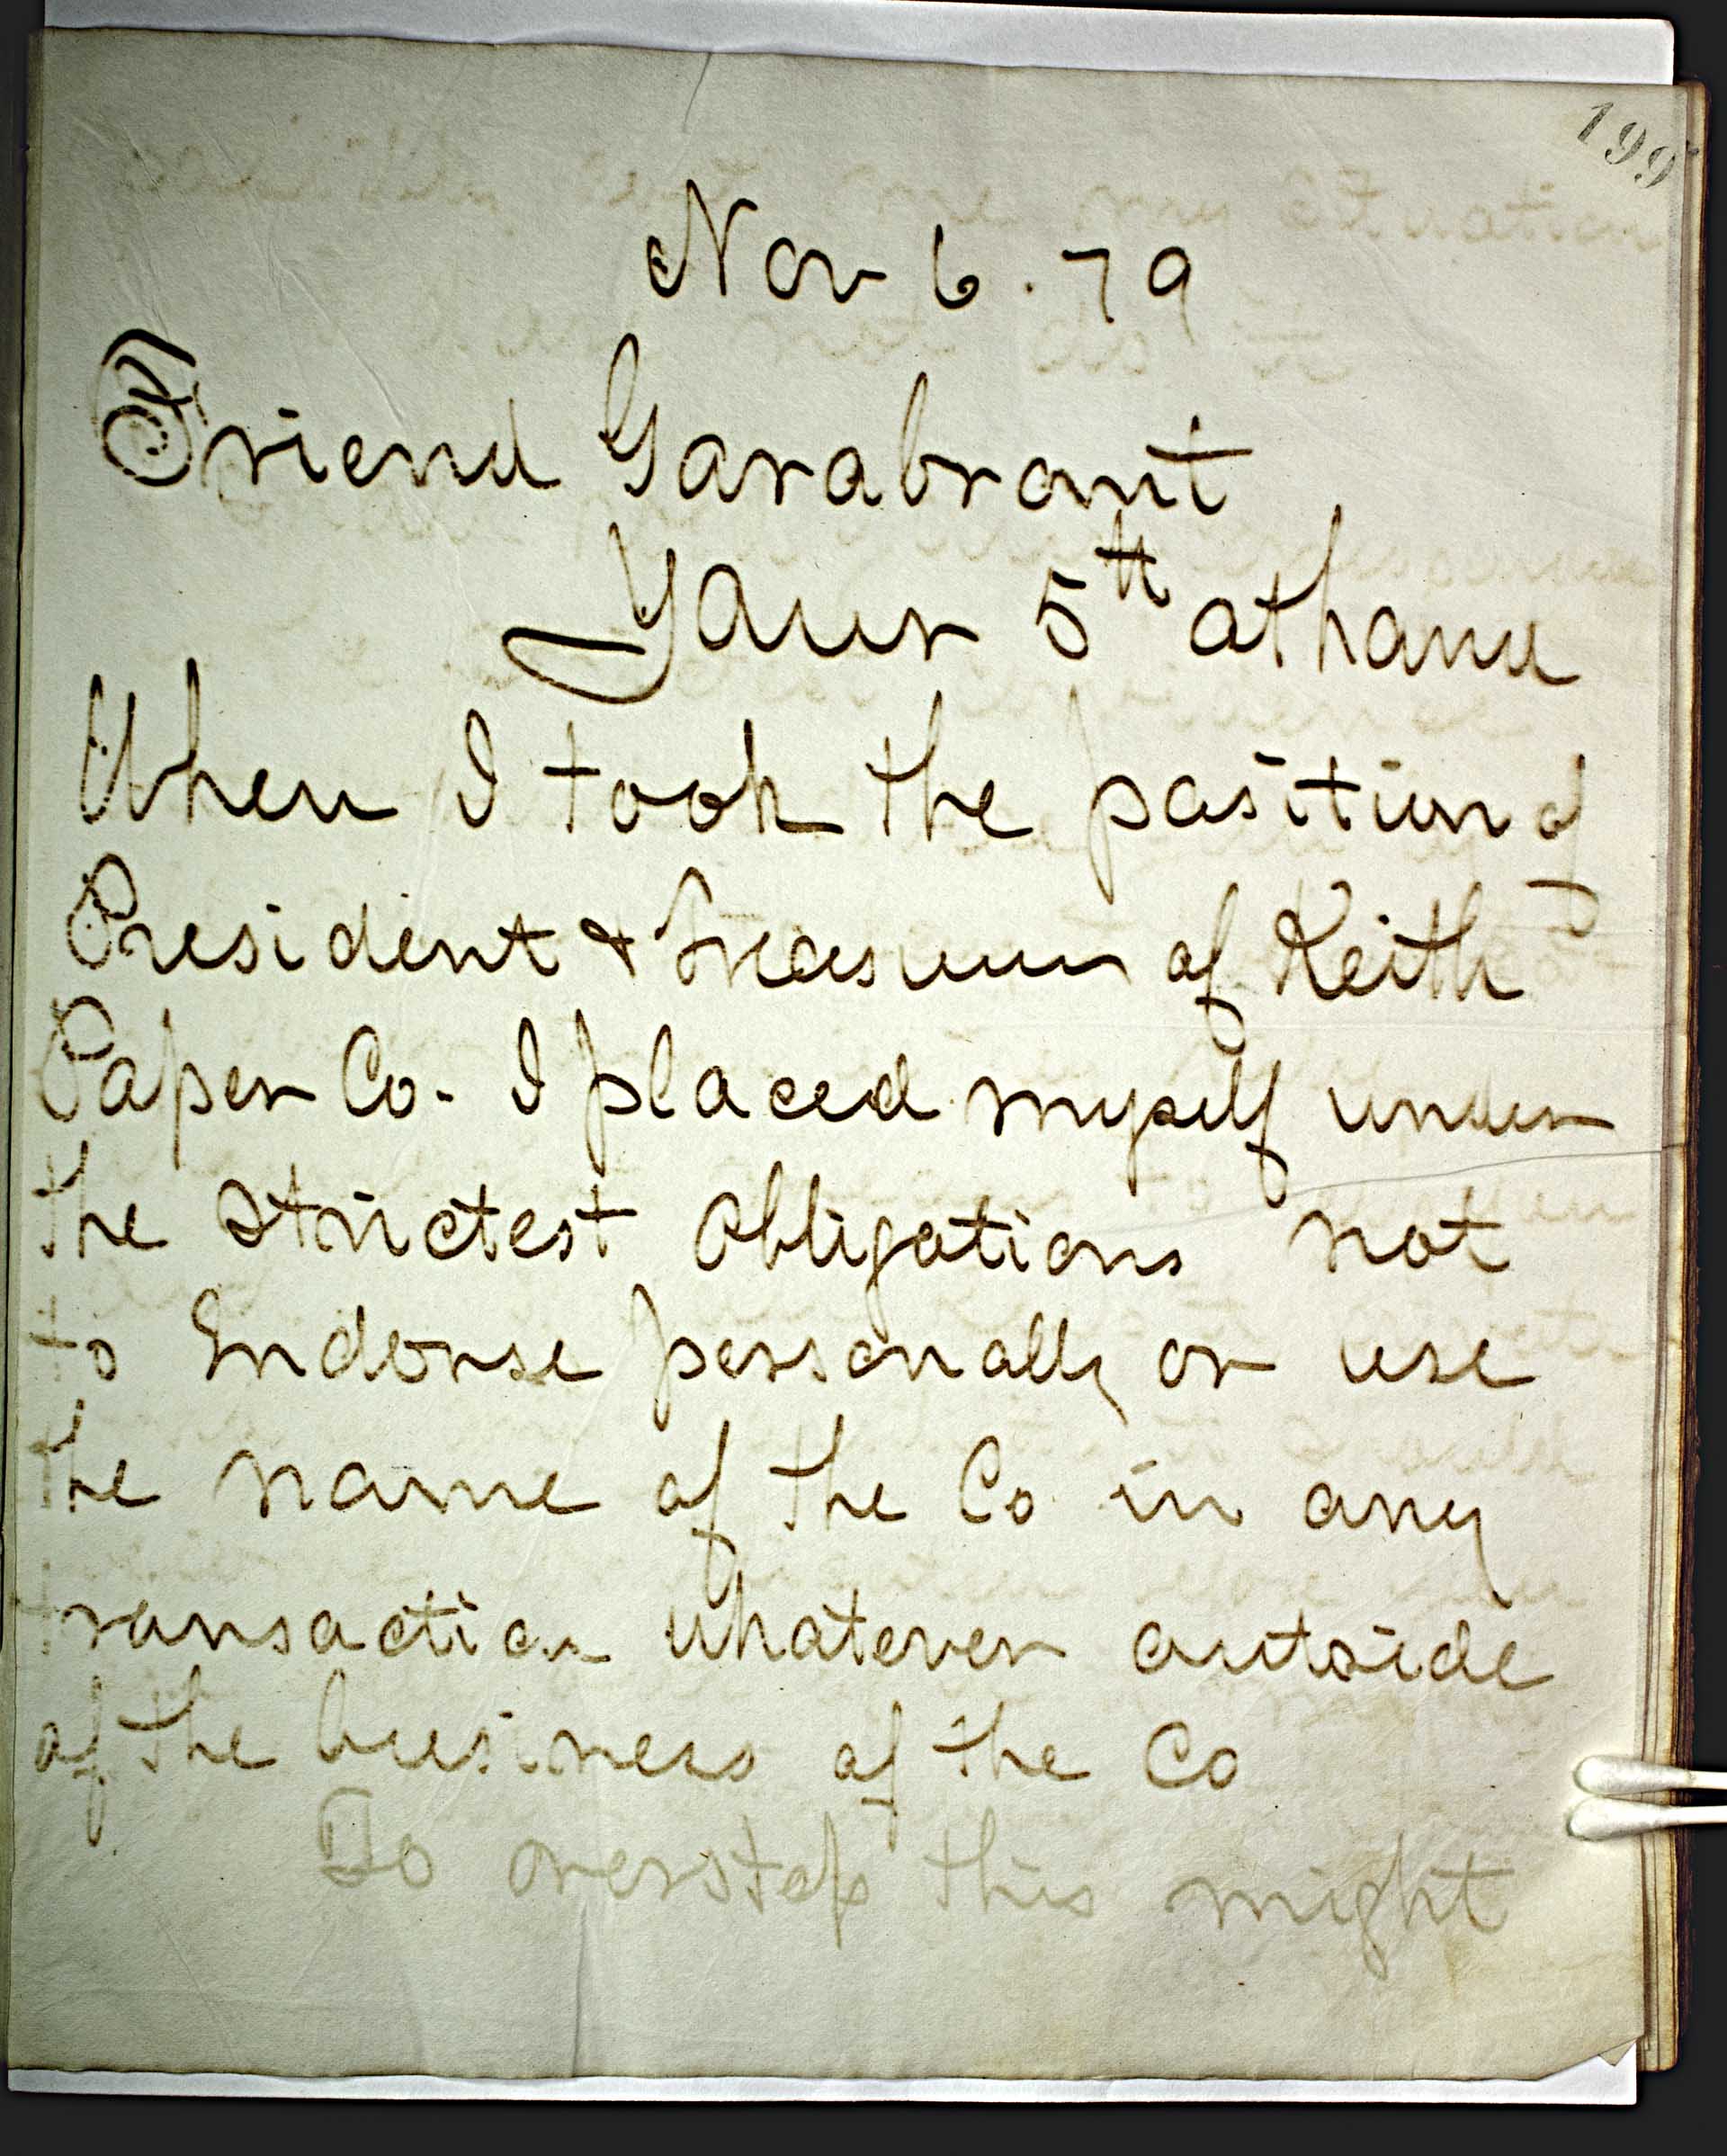 199
Nov 6. 79
Friend Garabrant
Your 5th athand
When I took the position of
President & Treasurer of Keith
Paper Co. I placed myself under
the strictest obligations not
to Endorse personally or use
the name of the Co in any
transaction whatever outside
of the business of the Co
To overstep this might